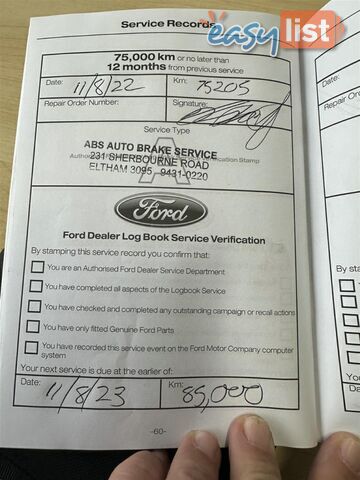 Service Records
easylist
75,000 km or no later than
12 months from previous service
Date: 11/8/22 Km: 75205
Repair Order Number: Signature:
Service Type
ABS AUTO BRAKE SERVICE
231 SHERBOURNE ROAD
ELTHAM 3095 9431-0220
Ford
Ford Dealer Log Book Service Verification
By stamping this service record you confirm that:
You are an Authorised Ford Dealer Service Department
You have completed all aspects of the Logbook Service
You have checked and completed any outstanding campaign or recall actions
You have only fitted Genuine Ford Parts
You have recorded this service event on the Ford Motor Company computer
system
Your next service is due at the earlier of:
Date: 11/8/23 Km: 85,000
-60-